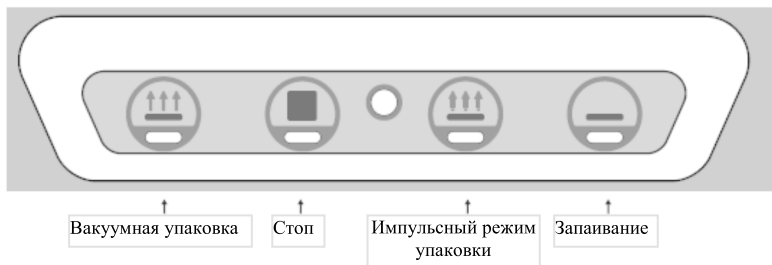 Вакуумная упаковка
Стоп
Импульсный режим
упаковки
Запаивание